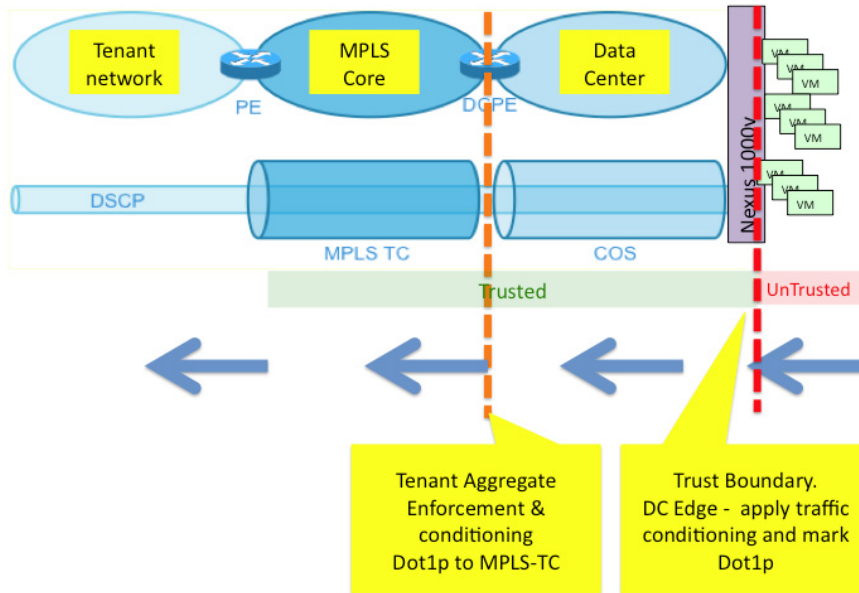 Tenant
network
MPLS
Core
Data
Center
PE
DCPE
Nexus 1000v
VM
VM
VM
VM
VM
VM
VM
VM
VM
DSCP
MPLS TC
COS
Trusted
UnTrusted
Tenant Aggregate
Enforcement &
conditioning
Dot1p to MPLS-TC
Trust Boundary.
DC Edge - apply traffic
conditioning and mark
Dot1p